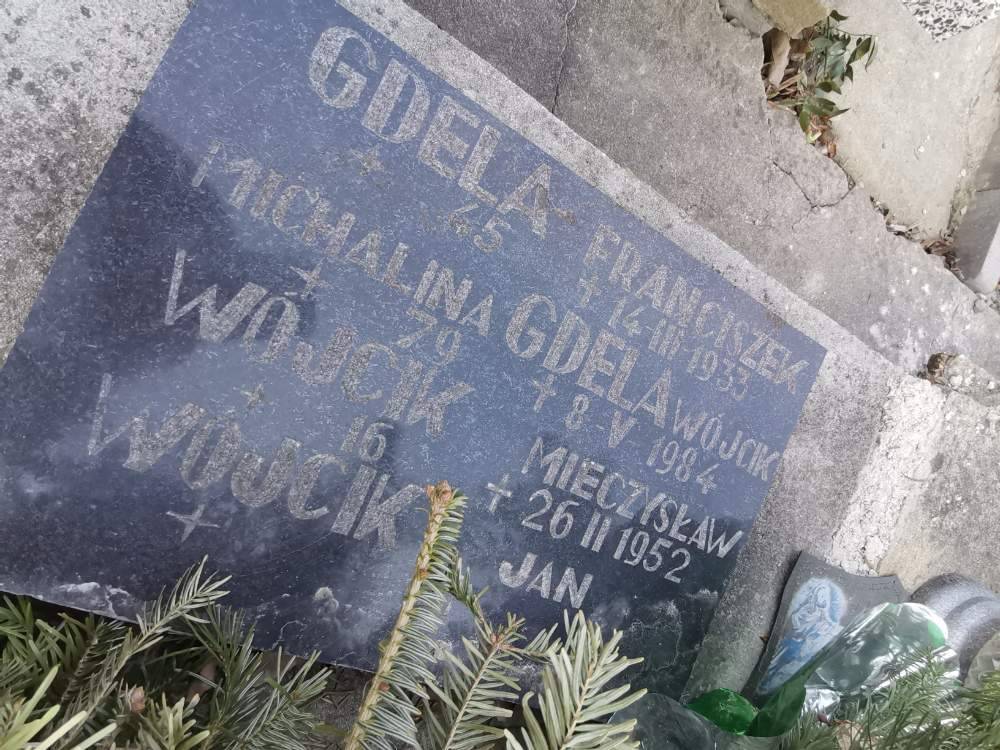 GDELA FRANCISZEK
* 45 † 14-III-1933
MICHALINA GDELA WÓJCIK
* 79 † 8-V 1984
WÓJCIK MIECZYSŁAW
* 16 † 26 II 1952
WÓJCIK JAN
*